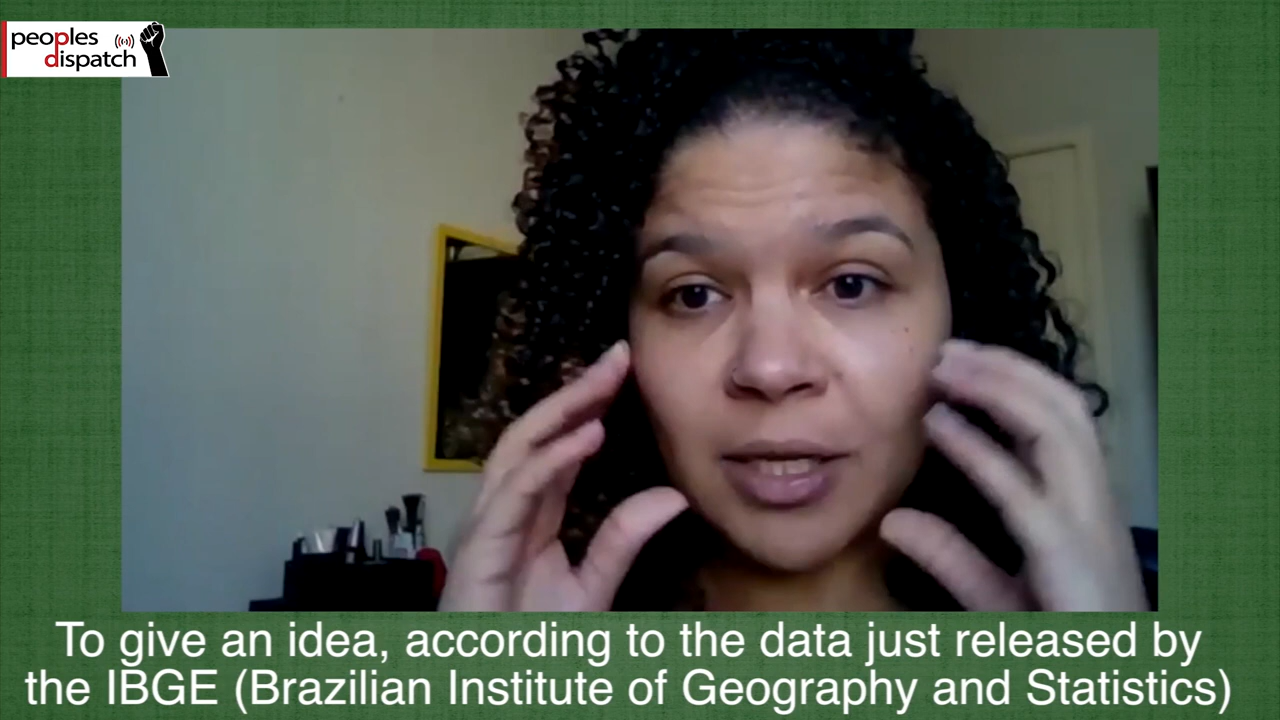 peoples
dispatch
To give an idea, according to the data just released by
the IBGE (Brazilian Institute of Geography and Statistics)